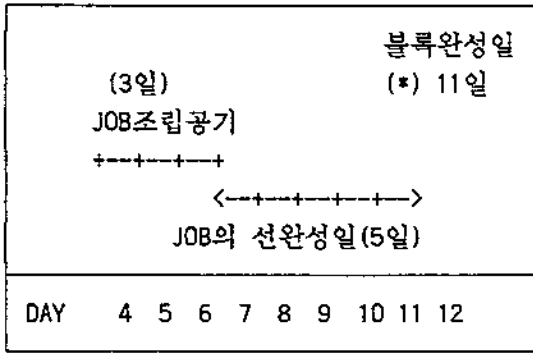 블록완성일
(3일) (*) 11일
JOB조립공기
+--+--+--+
<--+--+--+--+-->
JOB의 선완성일(5일)
DAY 4 5 6 7 8 9 10 11 12